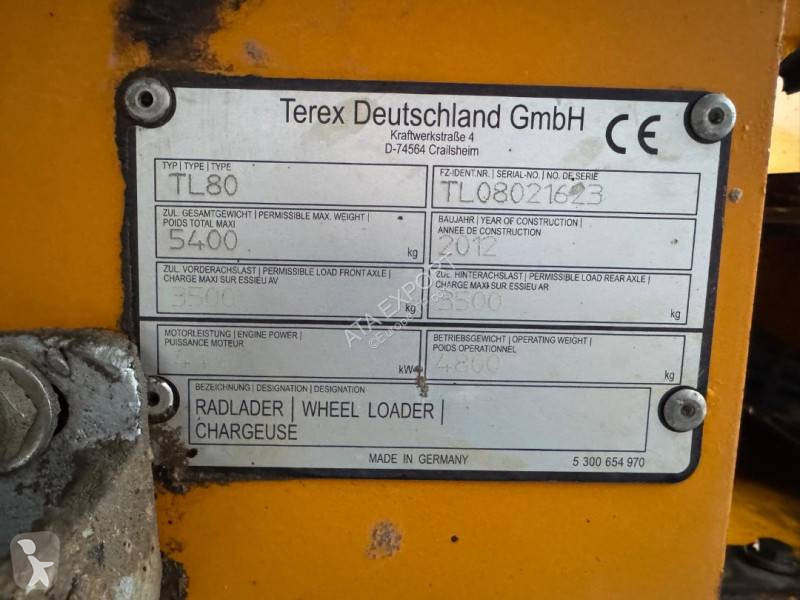 Terex Deutschland GmbH
Kraftwerkstraße 4
D-74564 Crailsheim
CE
TYP | TYPE | TYPE
TL80
FZ-IDENT.NR. | SERIAL-NO. | NO. DE SERIE
TL08021623
ZUL. GESAMTGEWICHT | PERMISSIBLE MAX. WEIGHT |
POIDS TOTAL MAXI
5400
kg
BAUJAHR | YEAR OF CONSTRUCTION |
ANNEE DE CONSTRUCTION
2012
ZUL. VORDERACHSLAST | PERMISSIBLE LOAD FRONT AXLE |
CHARGE MAXI SUR ESSIEU AV
3500
kg
ZUL. HINTERACHSLAST | PERMISSIBLE LOAD REAR AXLE |
CHARGE MAXI SUR ESSIEU AR
3500
kg
MOTORLEISTUNG | ENGINE POWER |
PUISSANCE MOTEUR
kW
BETRIEBSGEWICHT | OPERATING WEIGHT |
POIDS OPERATIONNEL
4800
kg
BEZEICHNUNG | DESIGNATION | DESIGNATION
RADLADER | WHEEL LOADER |
CHARGEUSE
MADE IN GERMANY
5 300 654 970
ATA EXPORT